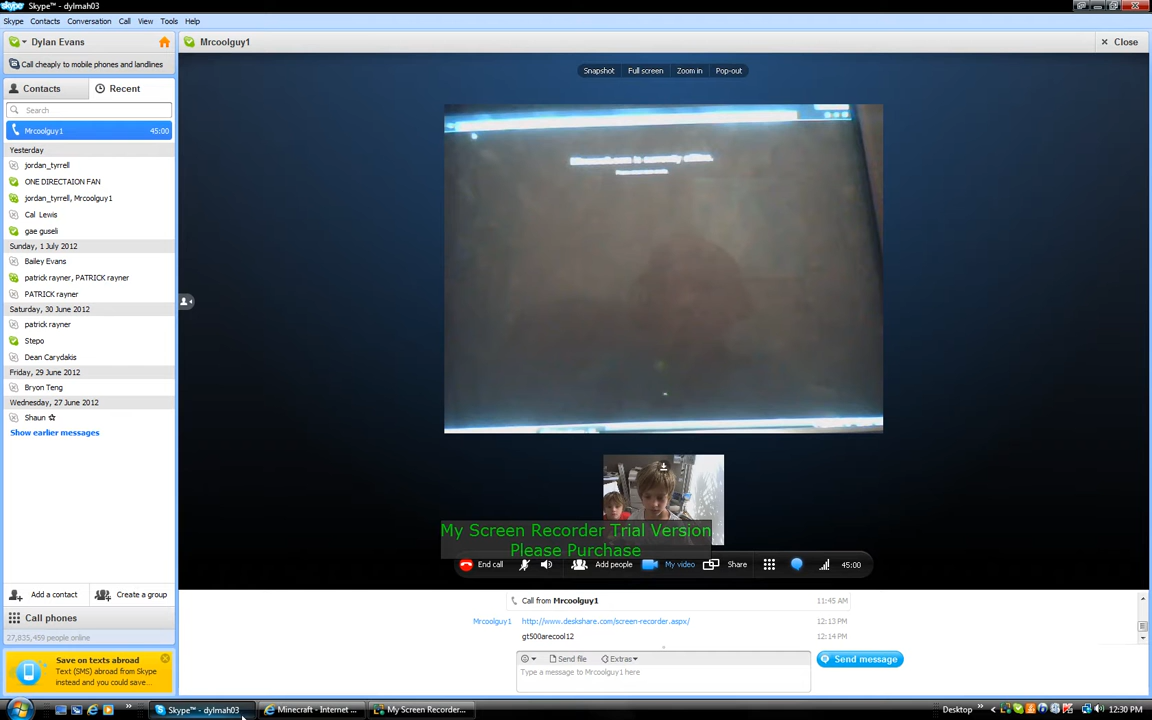 Skype™ - dylmah03
Skype Contacts Conversation Call View Tools Help
Dylan Evans
Mrcoolguy1
Close
Call cheaply to mobile phones and landlines
Snapshot Full screen Zoom in Pop-out
Contacts Recent
Search
Mrcoolguy1 45:00
Yesterday
jordan_tyrrell
ONE DIRECTAION FAN
jordan_tyrrell, Mrcoolguy1
Cal Lewis
gae guseli
Sunday, 1 July 2012
Bailey Evans
patrick rayner, PATRICK rayner
PATRICK rayner
Saturday, 30 June 2012
patrick rayner
Stepo
Dean Carydakis
Friday, 29 June 2012
Bryon Teng
Wednesday, 27 June 2012
Shaun
Show earlier messages
My Screen Recorder Trial Version
Please Purchase
End call Add people My video Share 45:00
Add a contact Create a group
Call phones
27,835,459 people online
Save on texts abroad
Text (SMS) abroad from Skype
instead and you could save...
Call from Mrcoolguy1 11:45 AM
Mrcoolguy1 http://www.deskshare.com/screen-recorder.aspx/ 12:13 PM
gt500arecool12 12:14 PM
Send file Extras
Type a message to Mrcoolguy1 here
Send message
Skype™ - dylmah03 Minecraft - Internet ... My Screen Recorder... Desktop 12:30 PM